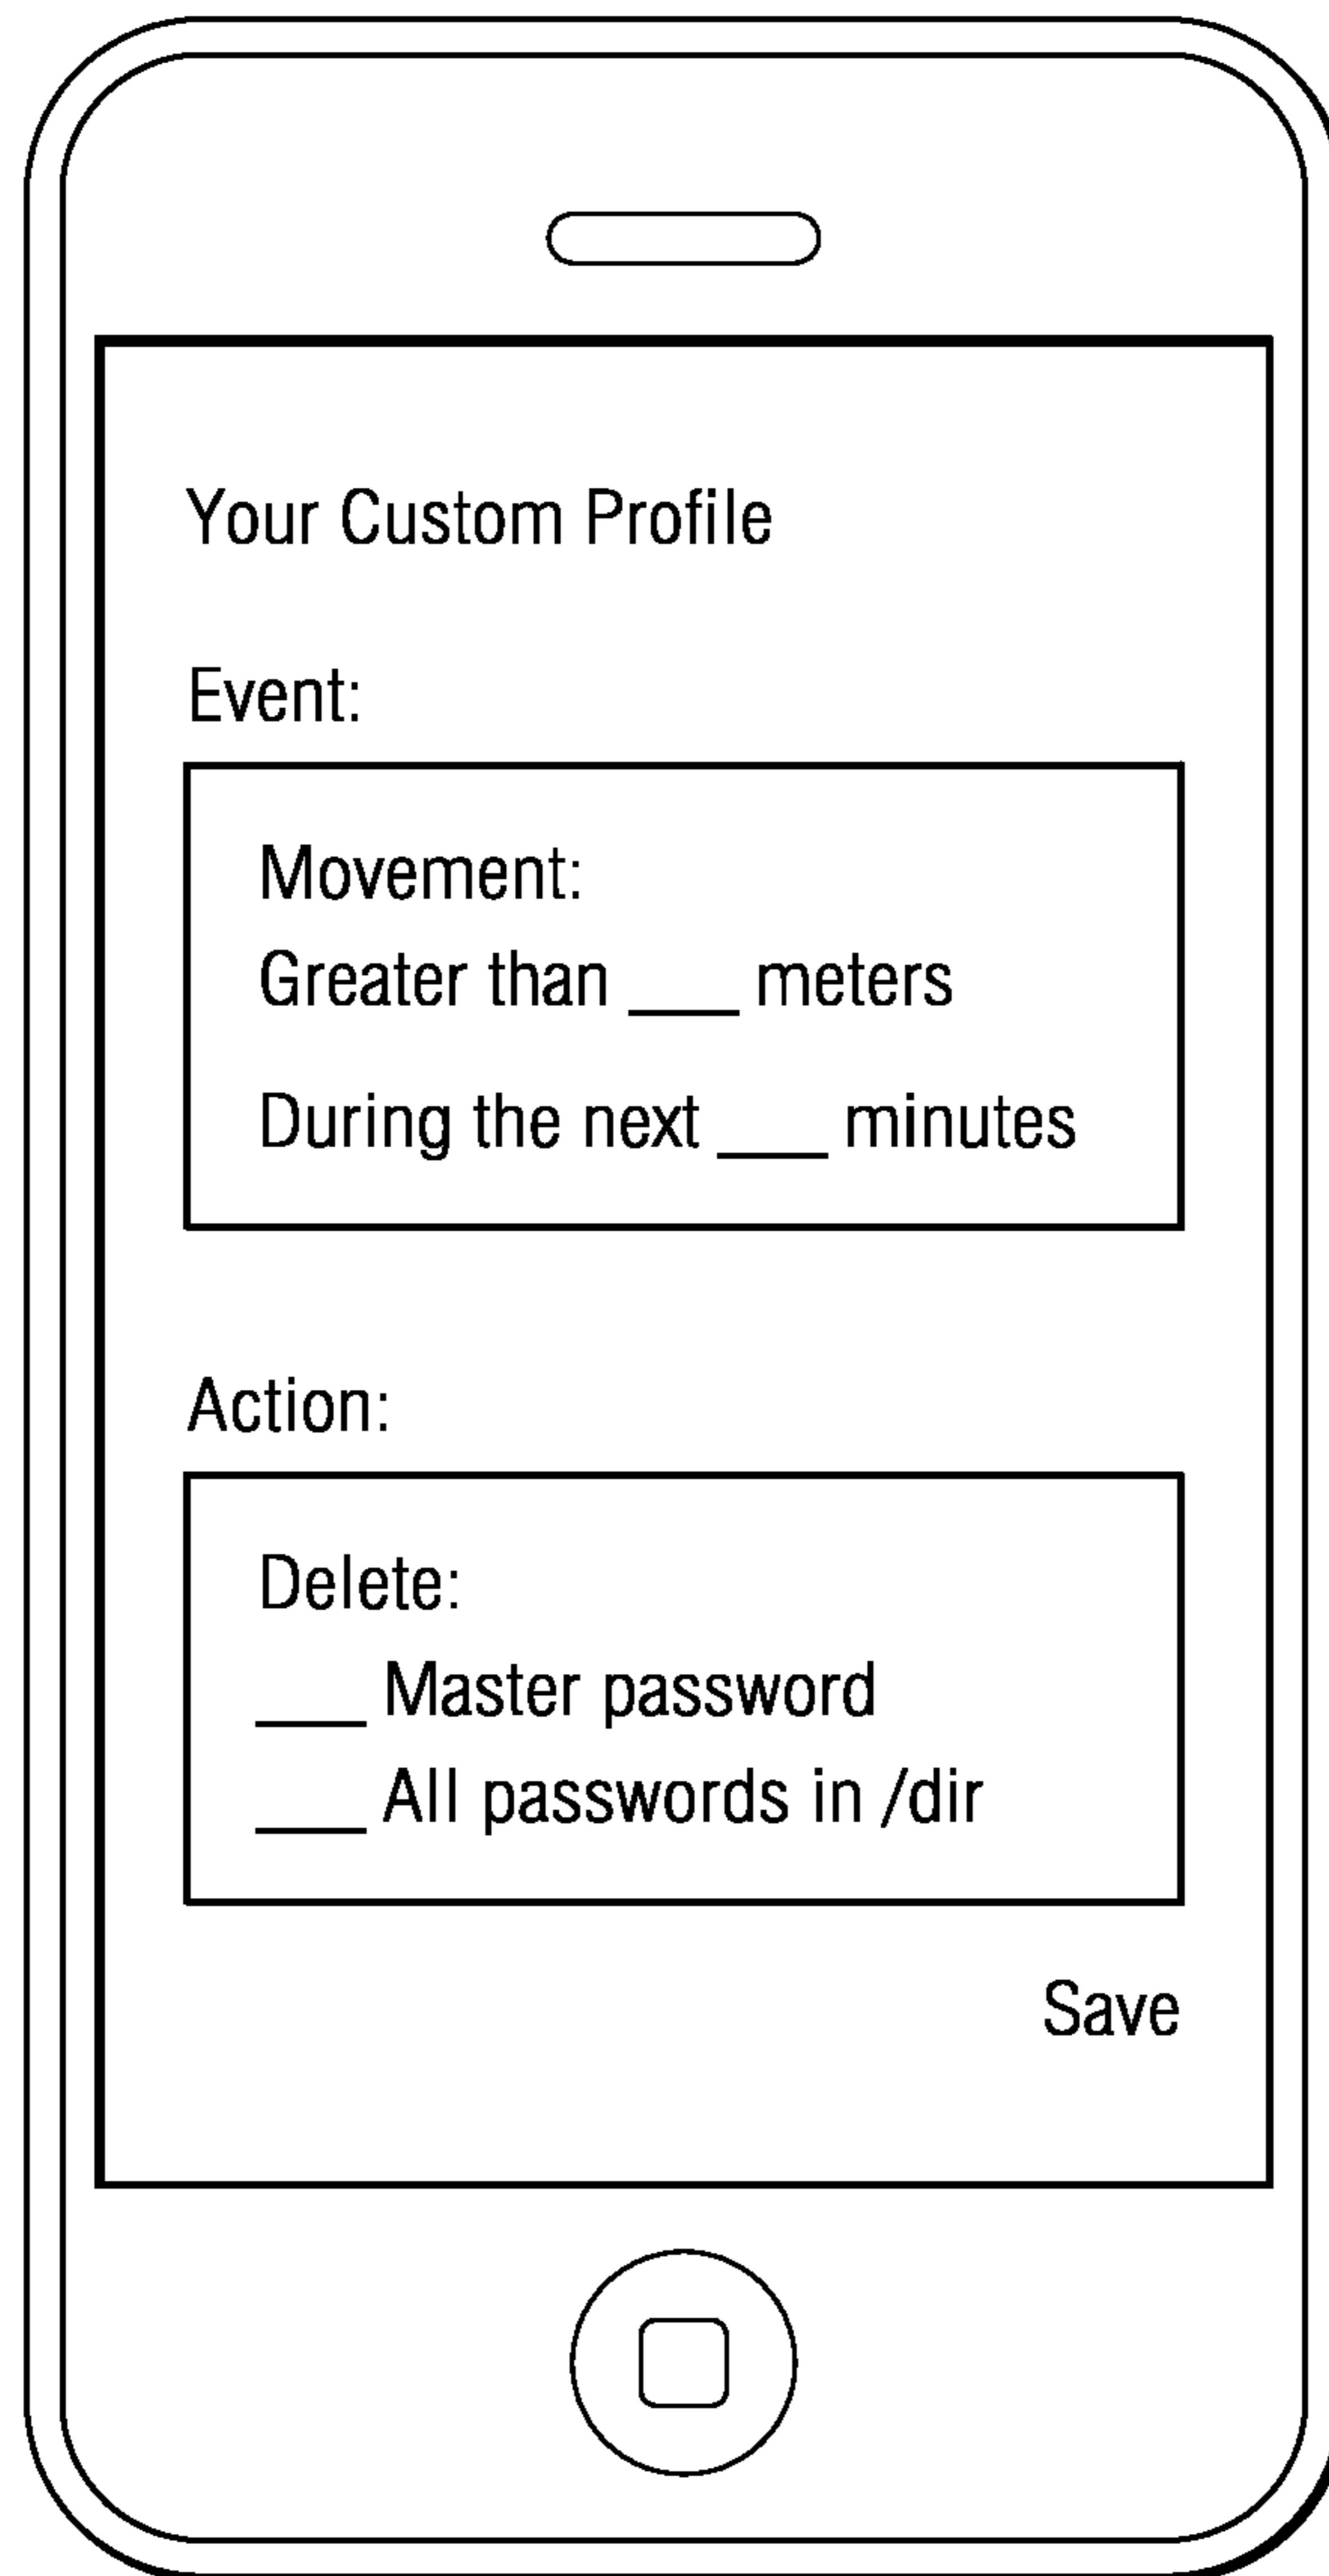 Your Custom Profile
Event:
Movement:
Greater than ___ meters
During the next ___ minutes
Action:
Delete:
___ Master password
___ All passwords in /dir
Save